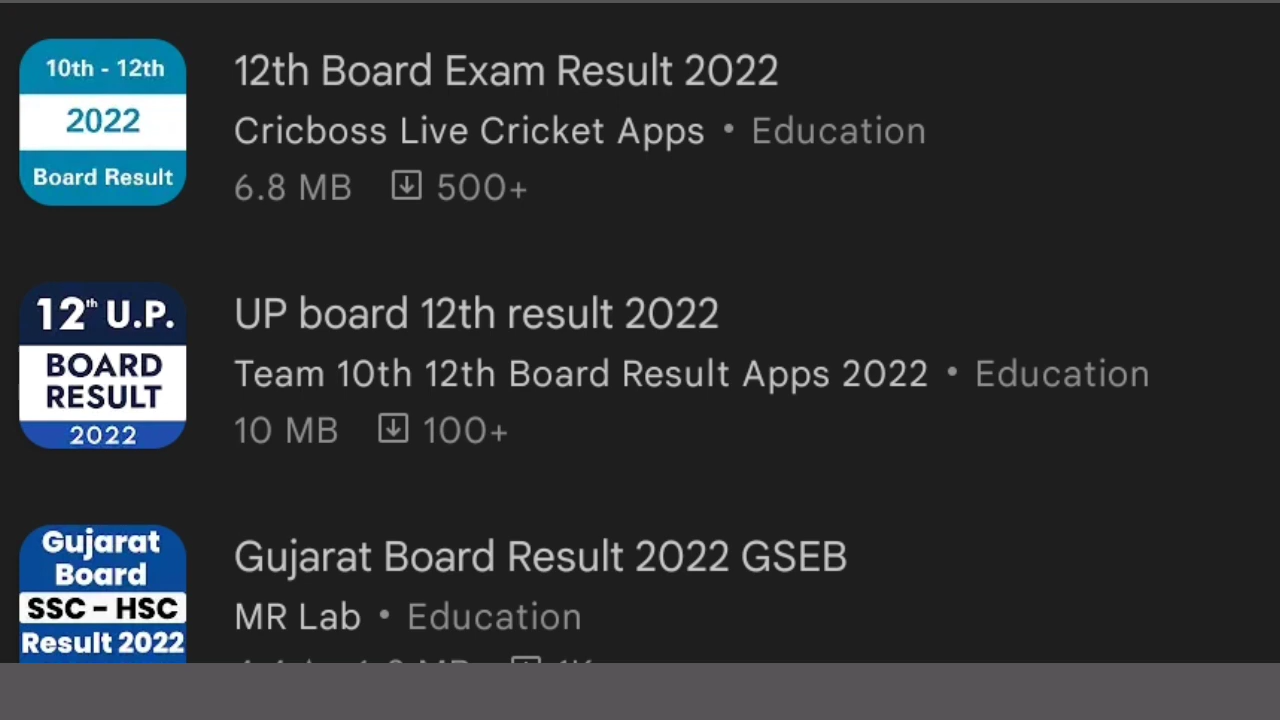 10th - 12th
2022
Board Result
12th Board Exam Result 2022
Cricboss Live Cricket Apps • Education
6.8 MB 500+
12th U.P.
BOARD
RESULT
2022
UP board 12th result 2022
Team 10th 12th Board Result Apps 2022 • Education
10 MB 100+
Gujarat
Board
SSC - HSC
Result 2022
Gujarat Board Result 2022 GSEB
MR Lab • Education